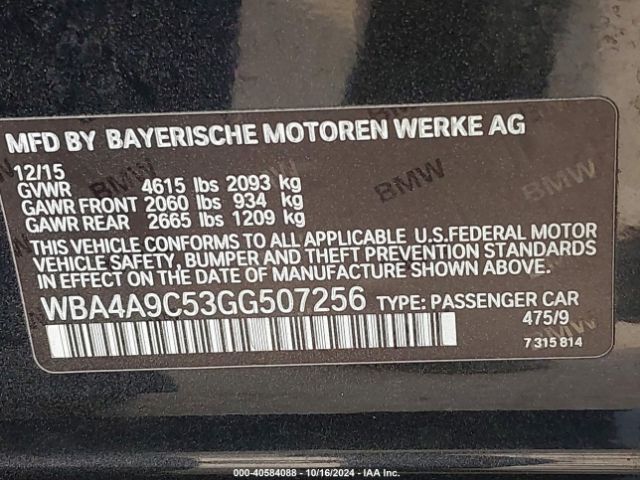 MFD BY BAYERISCHE MOTOREN WERKE AG
12/15
GVWR 4615 lbs 2093 kg
GAWR FRONT 2060 lbs 934 kg
GAWR REAR 2665 lbs 1209 kg
THIS VEHICLE CONFORMS TO ALL APPLICABLE U.S.FEDERAL MOTOR
VEHICLE SAFETY, BUMPER AND THEFT PREVENTION STANDARDS
IN EFFECT ON THE DATE OF MANUFACTURE SHOWN ABOVE.
WBA4A9C53GG507256 TYPE: PASSENGER CAR
475/9
7 315 814
BMW
BMW
BMW
000-40584088 - 10/16/2024 - IAA Inc.